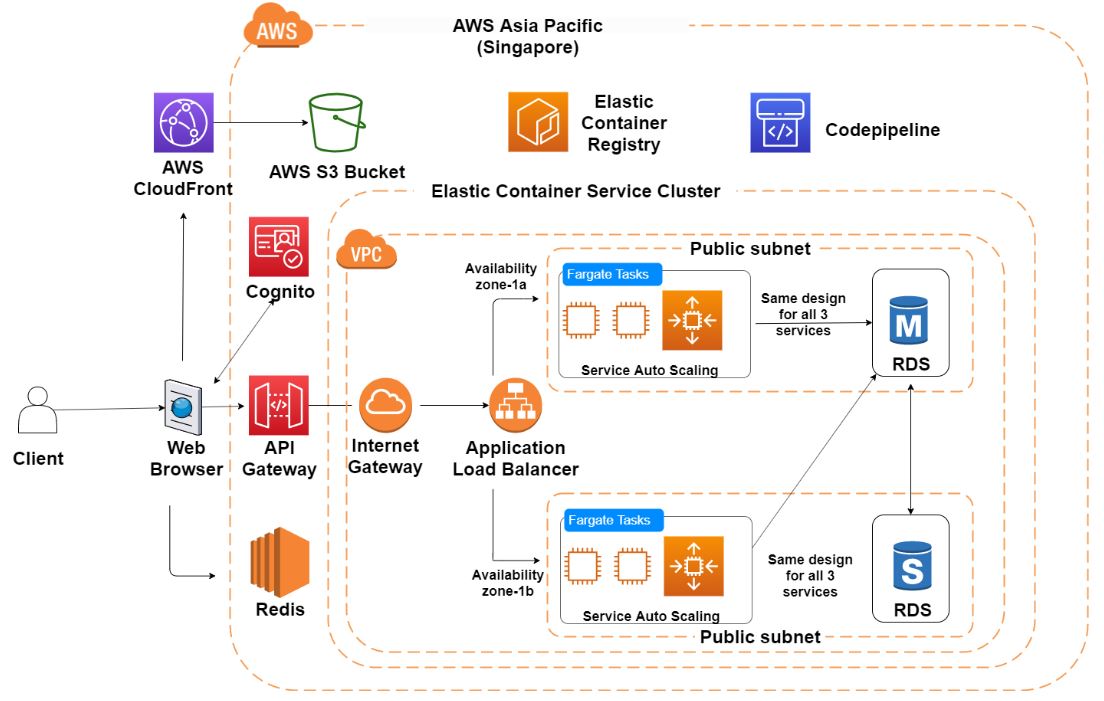 AWS
AWS Asia Pacific
(Singapore)
Elastic
Container
Registry
Codepipeline
AWS
CloudFront
AWS S3 Bucket
Elastic Container Service Cluster
Cognito
VPC
Public subnet
Availability
zone-1a
Fargate Tasks
Service Auto Scaling
Same design
for all 3
services
M
RDS
Client
Web
Browser
API
Gateway
Internet
Gateway
Application
Load Balancer
Redis
Availability
zone-1b
Fargate Tasks
Service Auto Scaling
Same design
for all 3
services
S
RDS
Public subnet